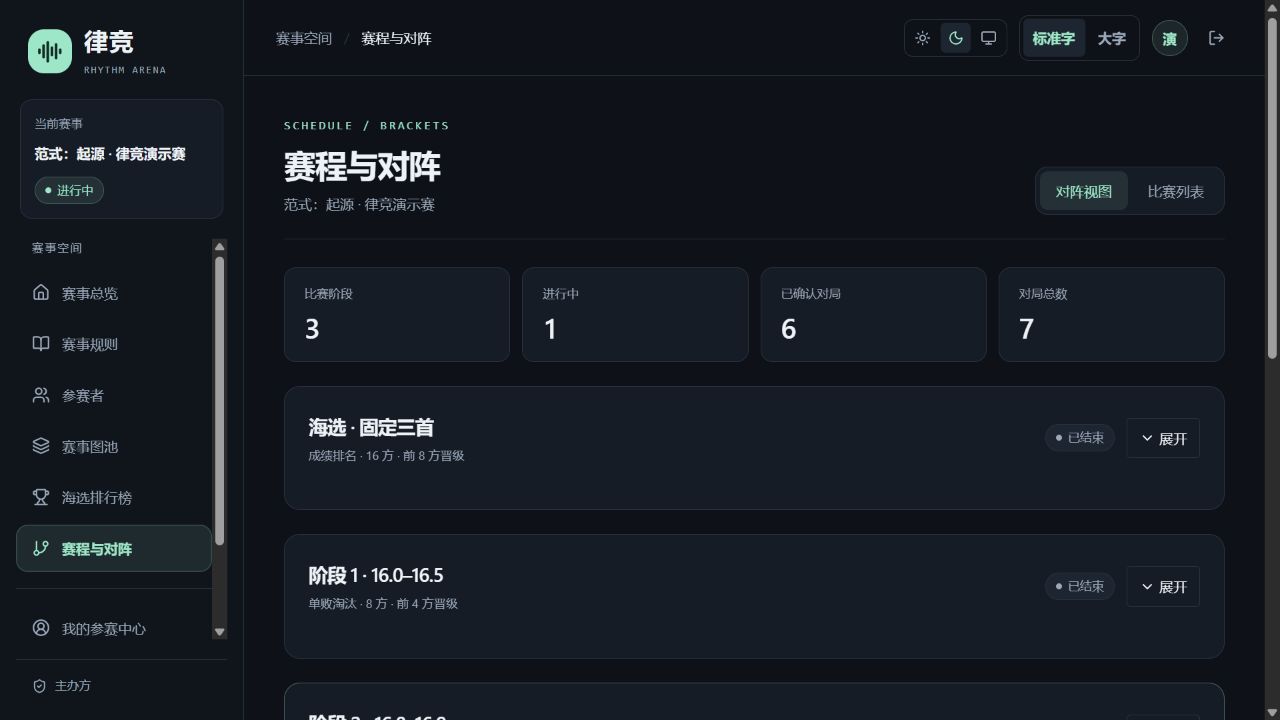 律竞
RHYTHM ARENA
当前赛事
范式：起源 · 律竞演示赛
进行中
赛事空间
赛事总览
赛事规则
参赛者
赛事图池
海选排行榜
赛程与对阵
我的参赛中心
主办方
赛事空间 / 赛程与对阵
标准字 大字
演
SCHEDULE / BRACKETS
赛程与对阵
范式：起源 · 律竞演示赛
对阵视图 比赛列表
比赛阶段
3
进行中
1
已确认对局
6
对局总数
7
海选 · 固定三首
成绩排名 · 16 方 · 前 8 方晋级
已结束
展开
阶段 1 · 16.0–16.5
单败淘汰 · 8 方 · 前 4 方晋级
已结束
展开